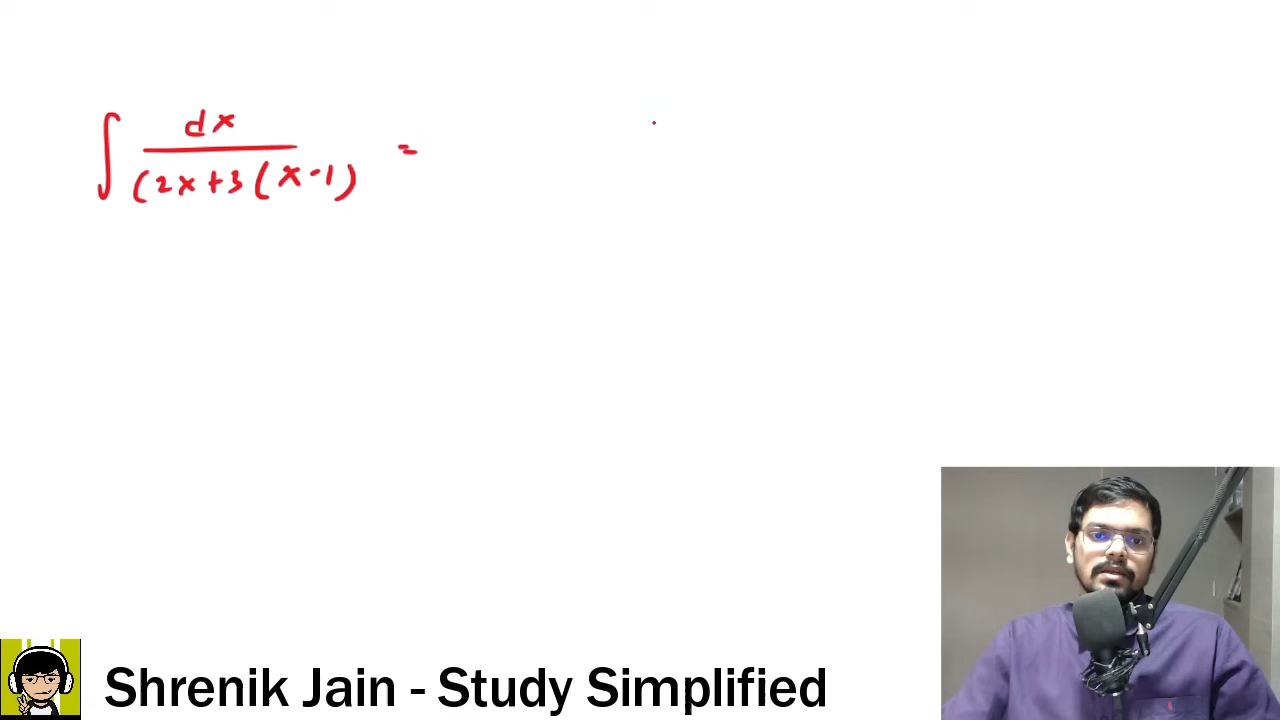 ∫ dx
(2x+3(x-1) =
Shrenik Jain - Study Simplified